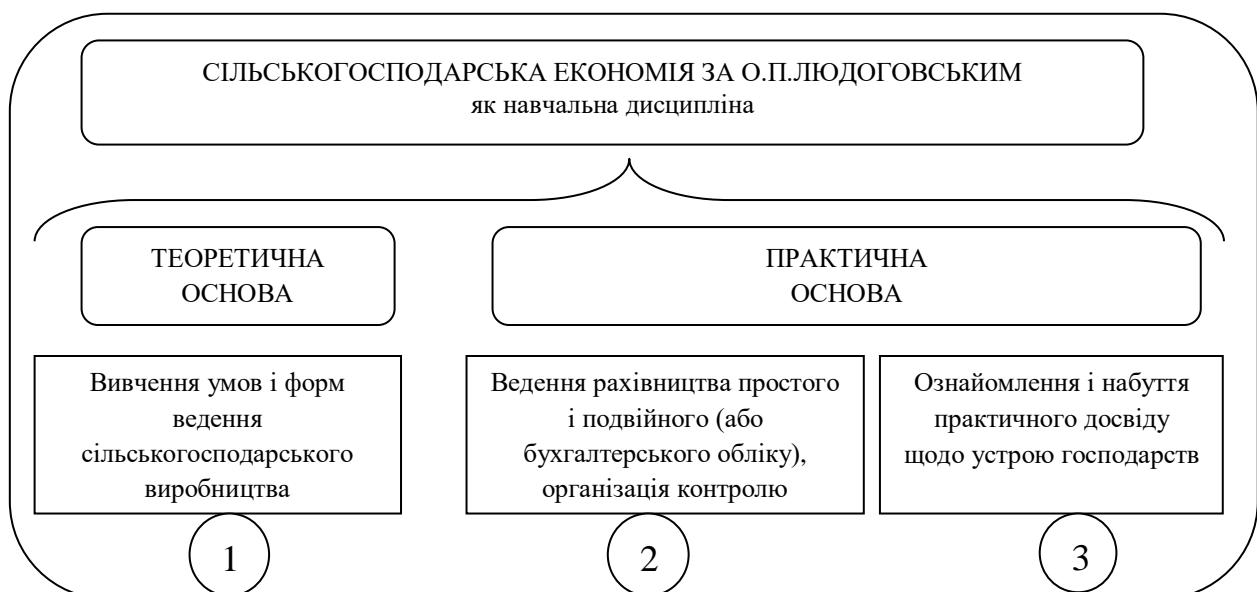 СІЛЬСЬКОГОСПОДАРСЬКА ЕКОНОМІЯ ЗА О.П.ЛЮДОГОВСЬКИМ
як навчальна дисципліна
ТЕОРЕТИЧНА
ОСНОВА
ПРАКТИЧНА
ОСНОВА
Вивчення умов і форм
ведення
сільськогосподарського
виробництва
Ведення рахівництва простого
і подвійного (або
бухгалтерського обліку),
організація контролю
Ознайомлення і набуття
практичного досвіду
щодо устрою господарств
1
2
3